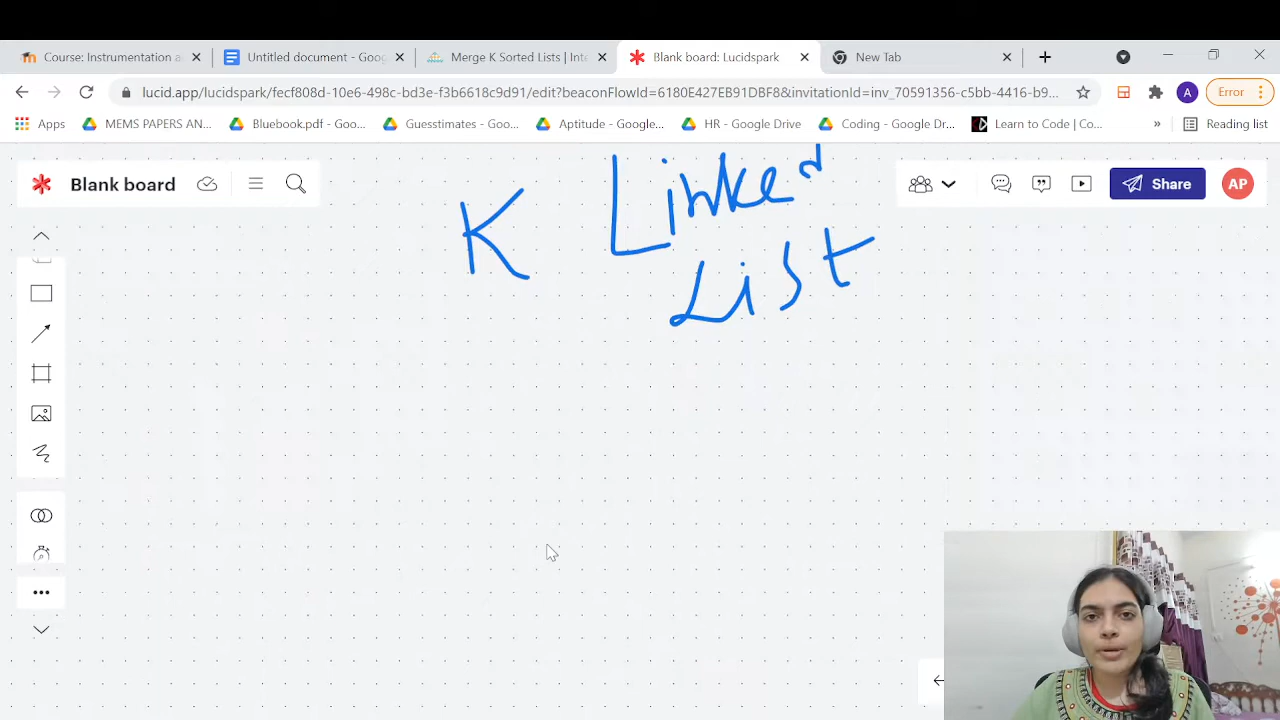 Course: Instrumentation a
Untitled document - Goog
Merge K Sorted Lists | Inte
Blank board: Lucidspark
New Tab
lucid.app/lucidspark/fecf808d-10e6-498c-bd3e-f3b6618c9d91/edit?beaconFlowId=6180E427EB91DBF8&invitationId=inv_70591356-c5bb-4416-b9...
A
Error
Apps
MEMS PAPERS AN...
Bluebook.pdf - Goo...
Guesstimates - Goo...
Aptitude - Google...
HR - Google Drive
Coding - Google Dr...
Learn to Code | Co...
»
Reading list
Blank board
Share
AP
K Linked
List